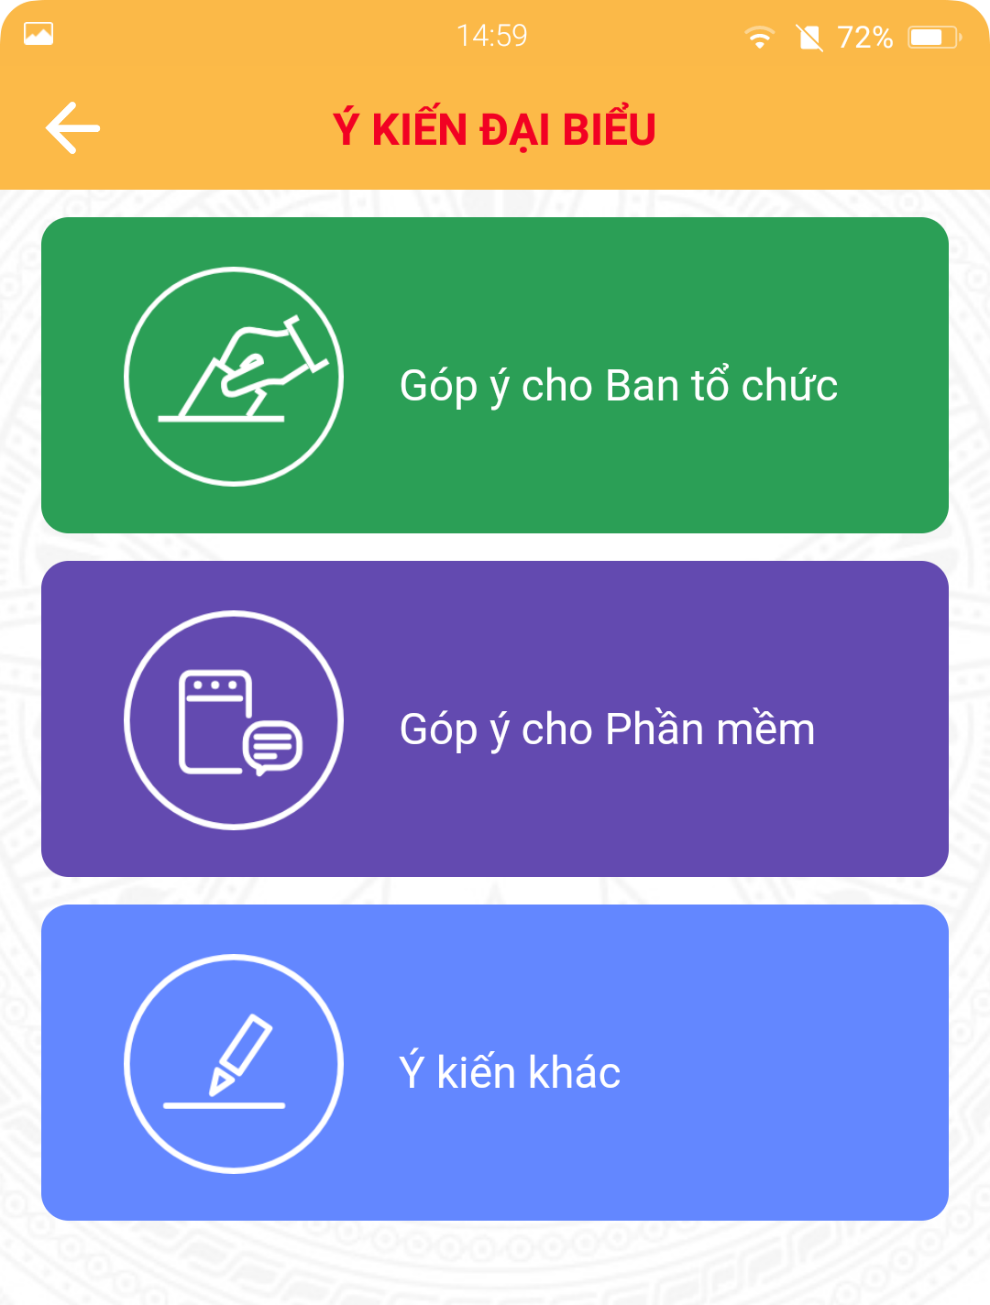 14:59
72%
Ý KIẾN ĐẠI BIỂU
Góp ý cho Ban tổ chức
Góp ý cho Phần mềm
Ý kiến khác